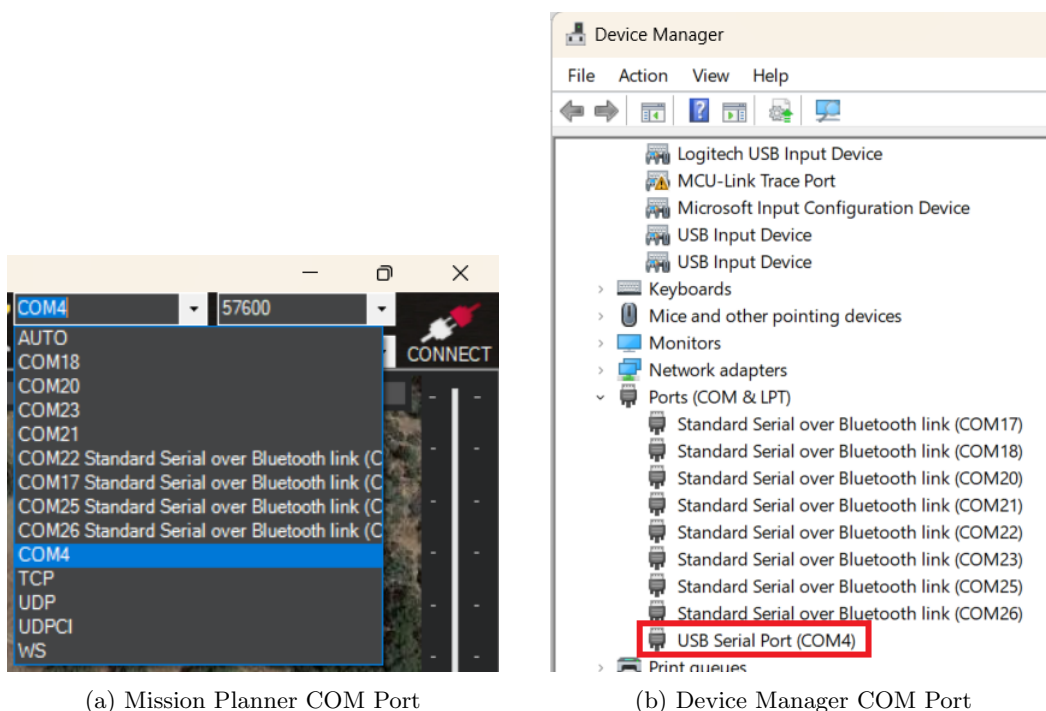 COM4
57600
CONNECT
AUTO
COM18
COM20
COM23
COM21
COM22 Standard Serial over Bluetooth link (C
COM17 Standard Serial over Bluetooth link (C
COM25 Standard Serial over Bluetooth link (C
COM26 Standard Serial over Bluetooth link (C
COM4
TCP
UDP
UDPCI
WS
(a) Mission Planner COM Port
Device Manager
File Action View Help
Logitech USB Input Device
MCU-Link Trace Port
Microsoft Input Configuration Device
USB Input Device
USB Input Device
Keyboards
Mice and other pointing devices
Monitors
Network adapters
Ports (COM & LPT)
Standard Serial over Bluetooth link (COM17)
Standard Serial over Bluetooth link (COM18)
Standard Serial over Bluetooth link (COM20)
Standard Serial over Bluetooth link (COM21)
Standard Serial over Bluetooth link (COM22)
Standard Serial over Bluetooth link (COM23)
Standard Serial over Bluetooth link (COM25)
Standard Serial over Bluetooth link (COM26)
USB Serial Port (COM4)
Print queues
(b) Device Manager COM Port